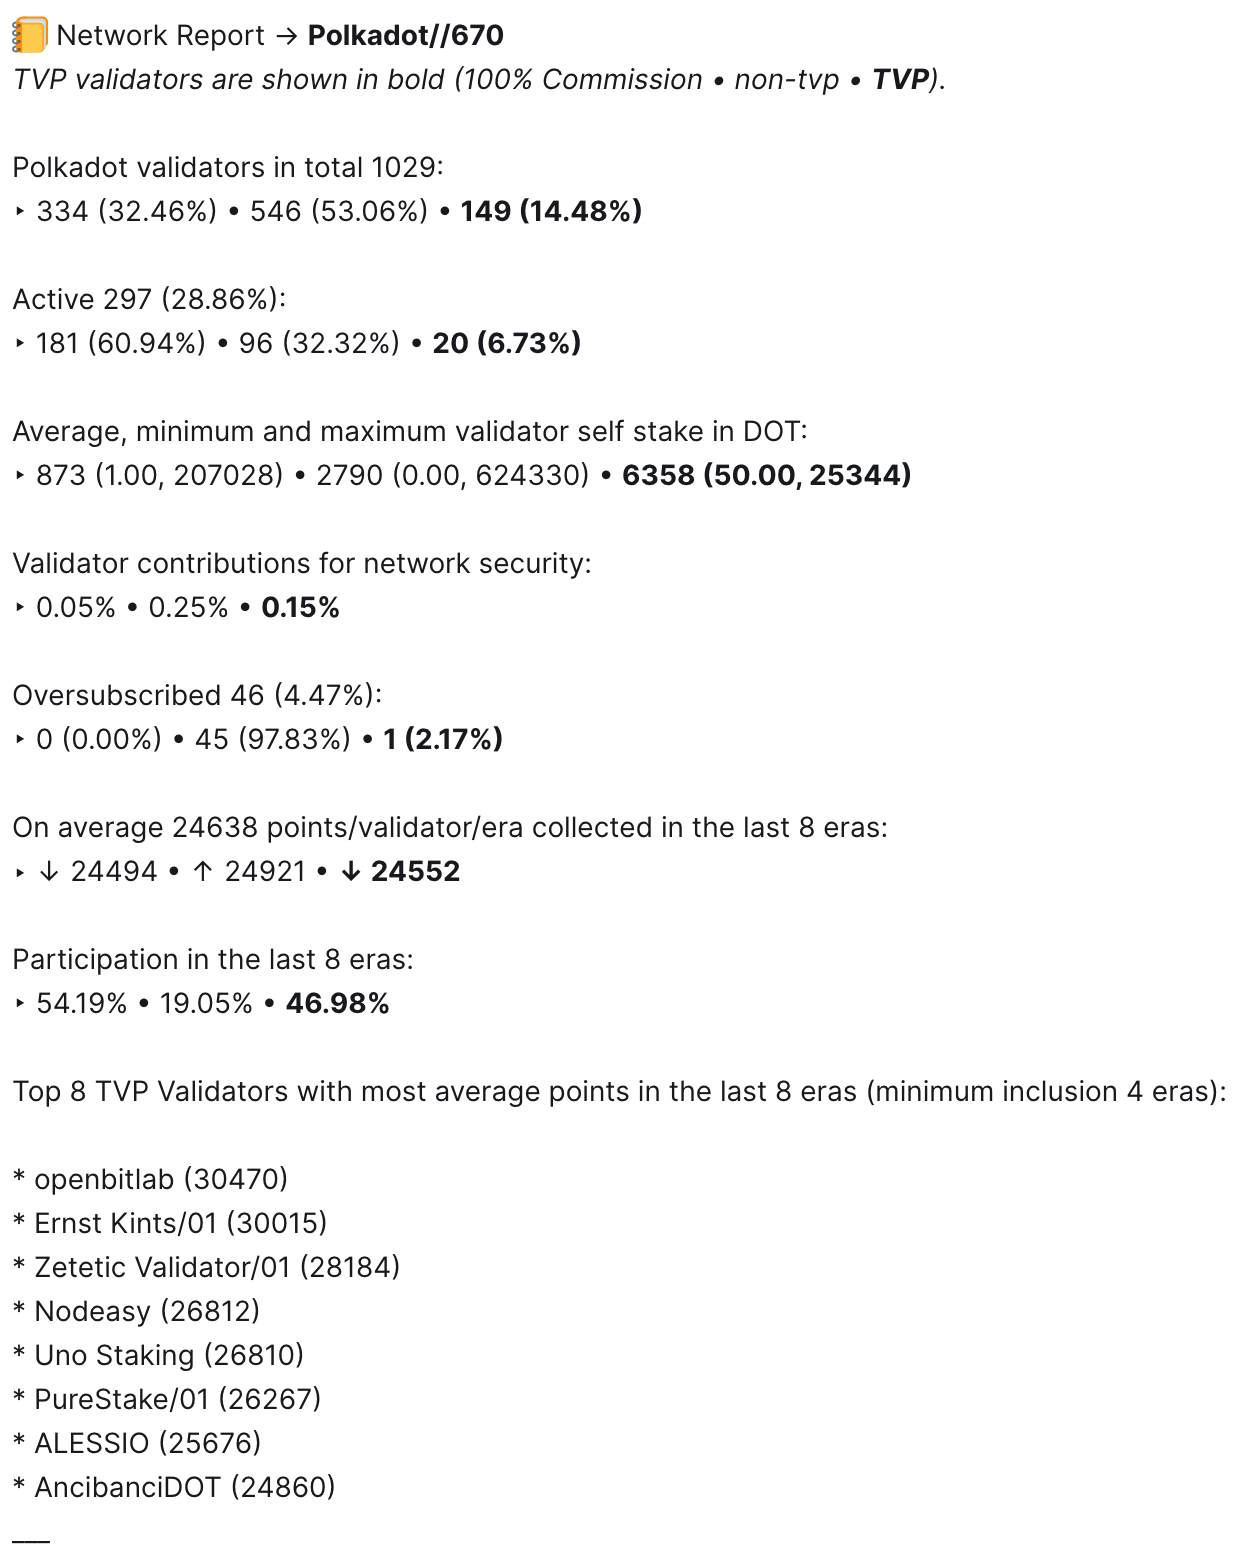 📒 Network Report → Polkadot//670
TVP validators are shown in bold (100% Commission • non-tvp • TVP).
Polkadot validators in total 1029:
‣ 334 (32.46%) • 546 (53.06%) • 149 (14.48%)
Active 297 (28.86%):
‣ 181 (60.94%) • 96 (32.32%) • 20 (6.73%)
Average, minimum and maximum validator self stake in DOT:
‣ 873 (1.00, 207028) • 2790 (0.00, 624330) • 6358 (50.00, 25344)
Validator contributions for network security:
‣ 0.05% • 0.25% • 0.15%
Oversubscribed 46 (4.47%):
‣ 0 (0.00%) • 45 (97.83%) • 1 (2.17%)
On average 24638 points/validator/era collected in the last 8 eras:
‣ ↓ 24494 • ↑ 24921 • ↓ 24552
Participation in the last 8 eras:
‣ 54.19% • 19.05% • 46.98%
Top 8 TVP Validators with most average points in the last 8 eras (minimum inclusion 4 eras):
* openbitlab (30470)
* Ernst Kints/01 (30015)
* Zetetic Validator/01 (28184)
* Nodeasy (26812)
* Uno Staking (26810)
* PureStake/01 (26267)
* ALESSIO (25676)
* AncibanciDOT (24860)
___